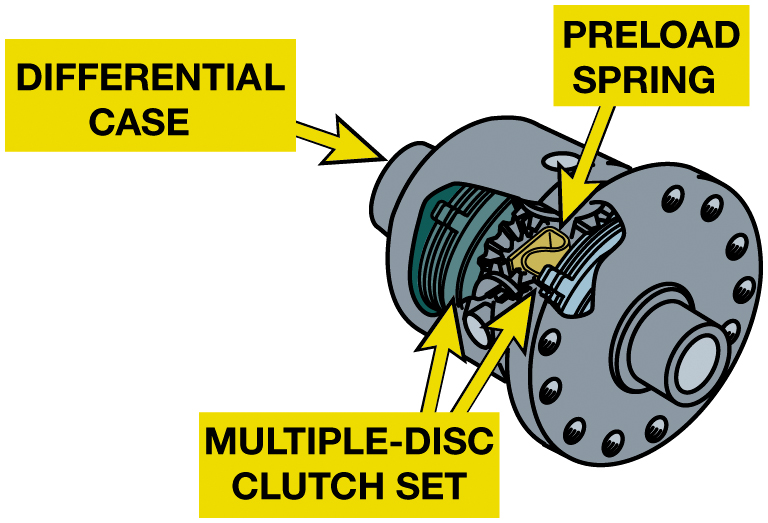 DIFFERENTIAL
CASE
PRELOAD
SPRING
MULTIPLE-DISC
CLUTCH SET